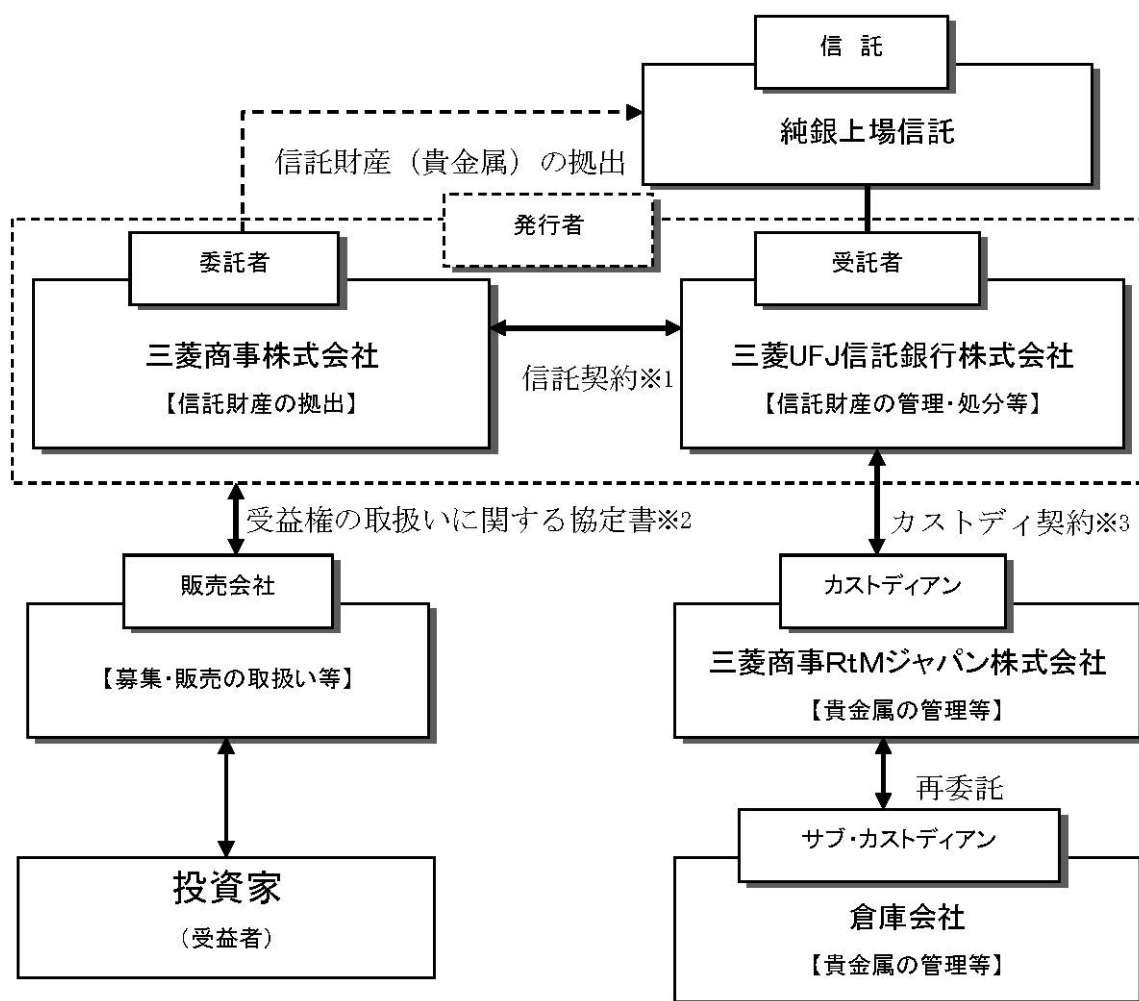 信 託
純銀上場信託
信託財産（貴金属）の拠出
発行者
委託者
三菱商事株式会社
【信託財産の拠出】
信託契約※1
受託者
三菱UFJ信託銀行株式会社
【信託財産の管理・処分等】
受益権の取扱いに関する協定書※2
カストディ契約※3
販売会社
【募集・販売の取扱い等】
カストディアン
三菱商事RtMジャパン株式会社
【貴金属の管理等】
再委託
投資家
（受益者）
サブ・カストディアン
倉庫会社
【貴金属の管理等】